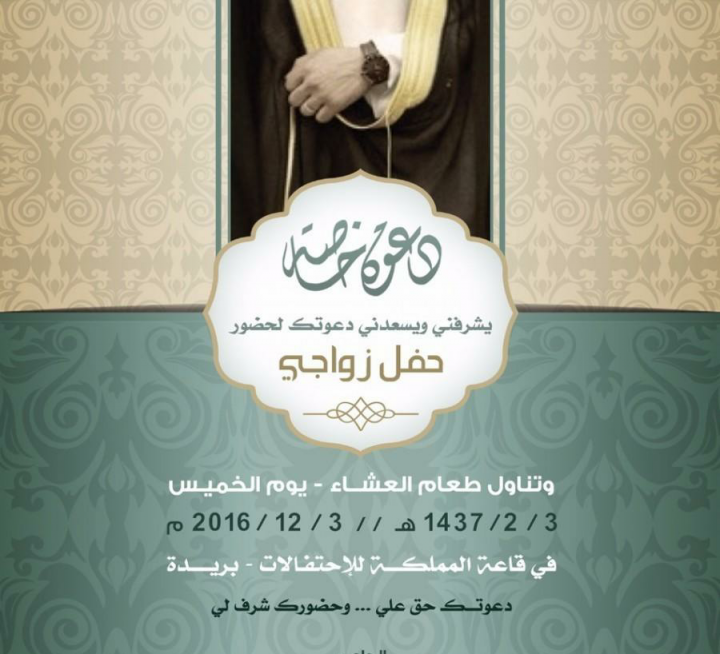 دعوة خاصة
يشرفني ويسعدني دعوتك لحضور
حفل زواجي
وتناول طعام العشاء - يوم الخميس
3 / 2 / 1437 هـ // 3 / 12 / 2016 م
في قاعة المملكة للإحتفالات - بريدة
دعوتك حق علي ... وحضورك شرف لي